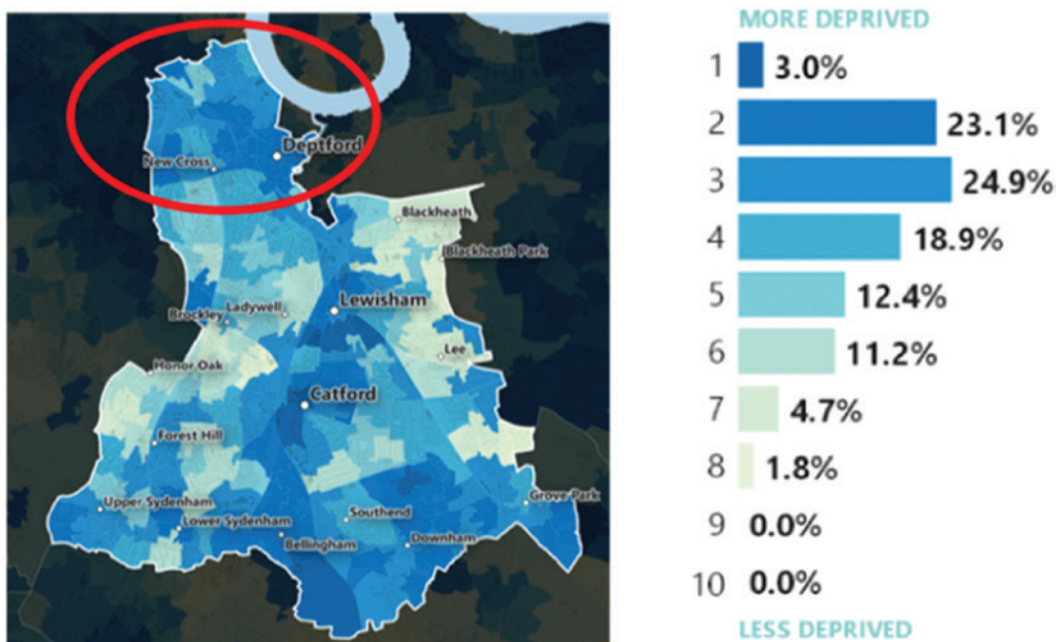 New Cross
Deptford
Blackheath
Blackheath Park
Lewisham
Ladywell
Brockley
Lee
Honor Oak
Catford
Forest Hill
Upper Sydenham
Southend
Grove Park
Lower Sydenham
Bellingham
Downham
MORE DEPRIVED
1 3.0%
2 23.1%
3 24.9%
4 18.9%
5 12.4%
6 11.2%
7 4.7%
8 1.8%
9 0.0%
10 0.0%
LESS DEPRIVED